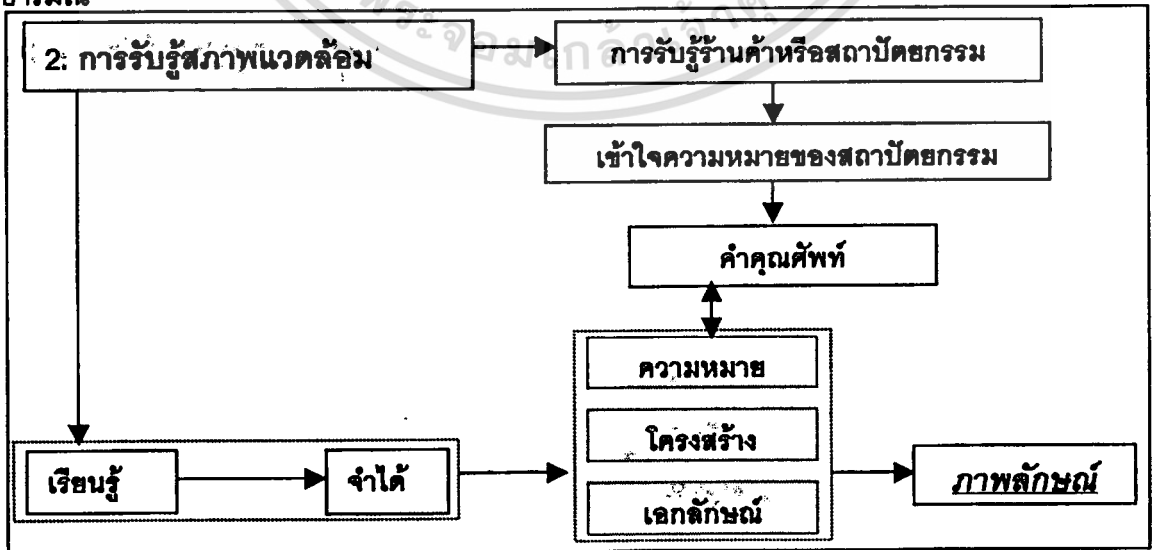 2. การรับรู้สภาพแวดล้อม
การรับรู้ร้านค้าหรือสถาปัตยกรรม
เข้าใจความหมายของสถาปัตยกรรม
คำคุณศัพท์
ความหมาย
โครงสร้าง
เอกลักษณ์
เรียนรู้
จำได้
ภาพลักษณ์